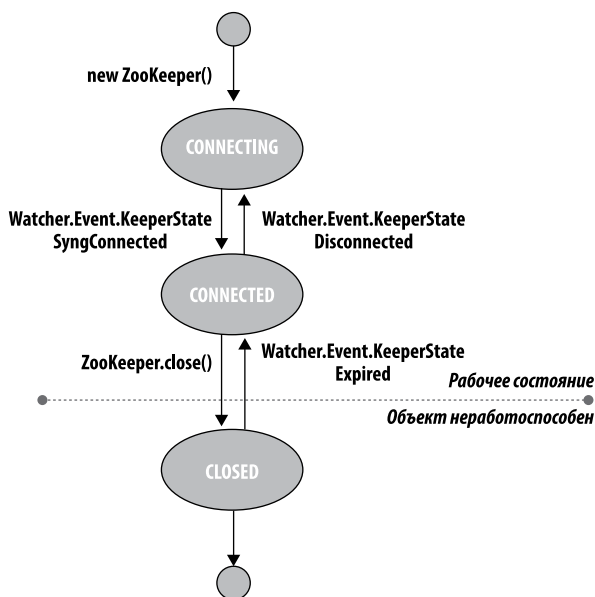 new ZooKeeper()
CONNECTING
Watcher.Event.KeeperState
SyngConnected
Watcher.Event.KeeperState
Disconnected
CONNECTED
ZooKeeper.close()
Watcher.Event.KeeperState
Expired
Рабочее состояние
Объект неработоспособен
CLOSED